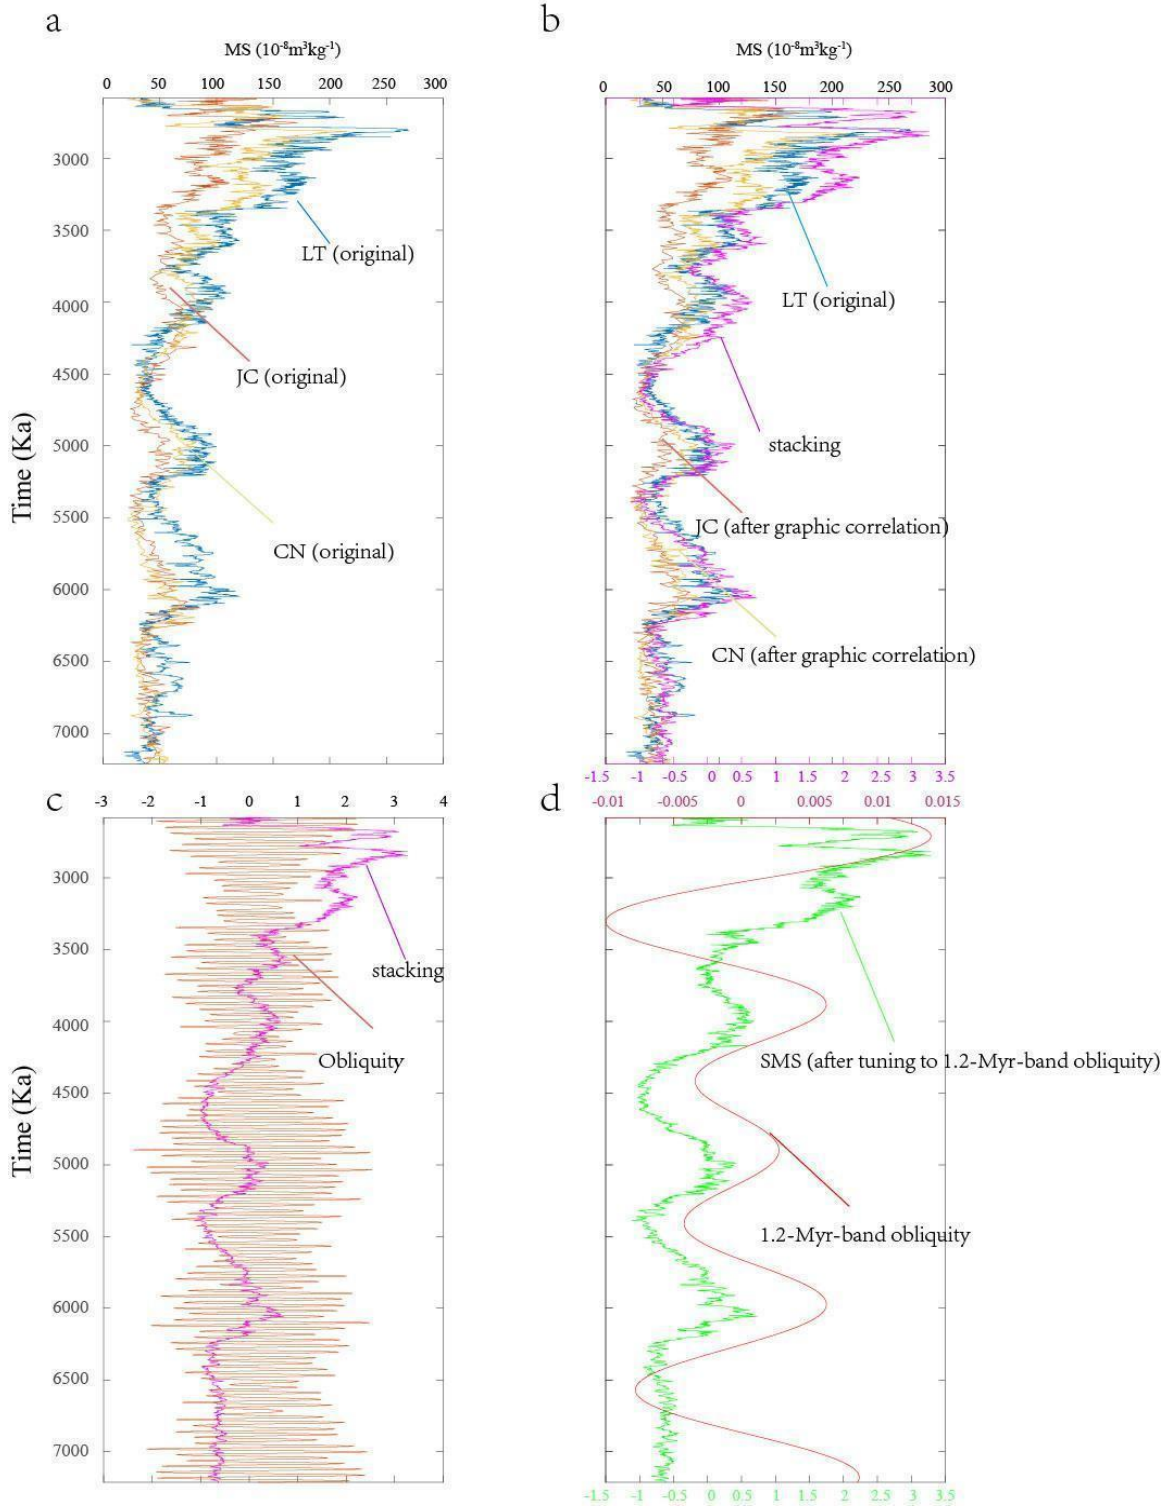 a
MS (10⁻⁸m³kg⁻¹)
0 50 100 150 200 250 300
3000
3500
4000
4500
5000
5500
6000
6500
7000
Time (Ka)
LT (original)
JC (original)
CN (original)
b
MS (10⁻⁸m³kg⁻¹)
0 50 100 150 200 250 300
LT (original)
stacking
JC (after graphic correlation)
CN (after graphic correlation)
-1.5 -1 -0.5 0 0.5 1 1.5 2 2.5 3 3.5
c
-3 -2 -1 0 1 2 3 4
3000
3500
4000
4500
5000
5500
6000
6500
7000
Time (Ka)
stacking
Obliquity
d
-0.01 -0.005 0 0.005 0.01 0.015
SMS (after tuning to 1.2-Myr-band obliquity)
1.2-Myr-band obliquity
-1.5 -1 -0.5 0 0.5 1 1.5 2 2.5 3 3.5